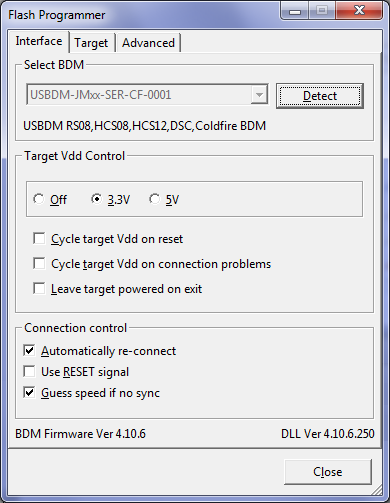 Flash Programmer
Interface Target Advanced
Select BDM
USBDM-JMxx-SER-CF-0001 Detect
USBDM RS08,HCS08,HCS12,DSC,Coldfire BDM
Target Vdd Control
Off 3.3V 5V
Cycle target Vdd on reset
Cycle target Vdd on connection problems
Leave target powered on exit
Connection control
Automatically re-connect
Use RESET signal
Guess speed if no sync
BDM Firmware Ver 4.10.6 DLL Ver 4.10.6.250
Close